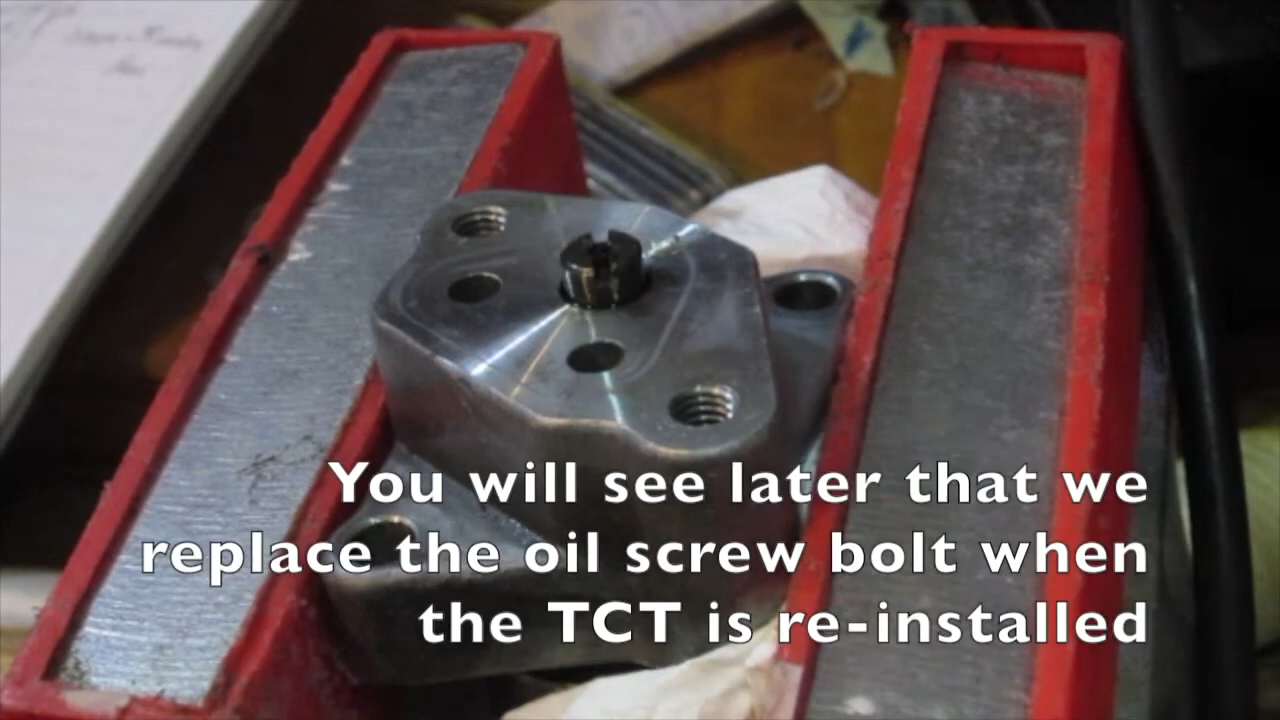 You will see later that we
replace the oil screw bolt when
the TCT is re-installed